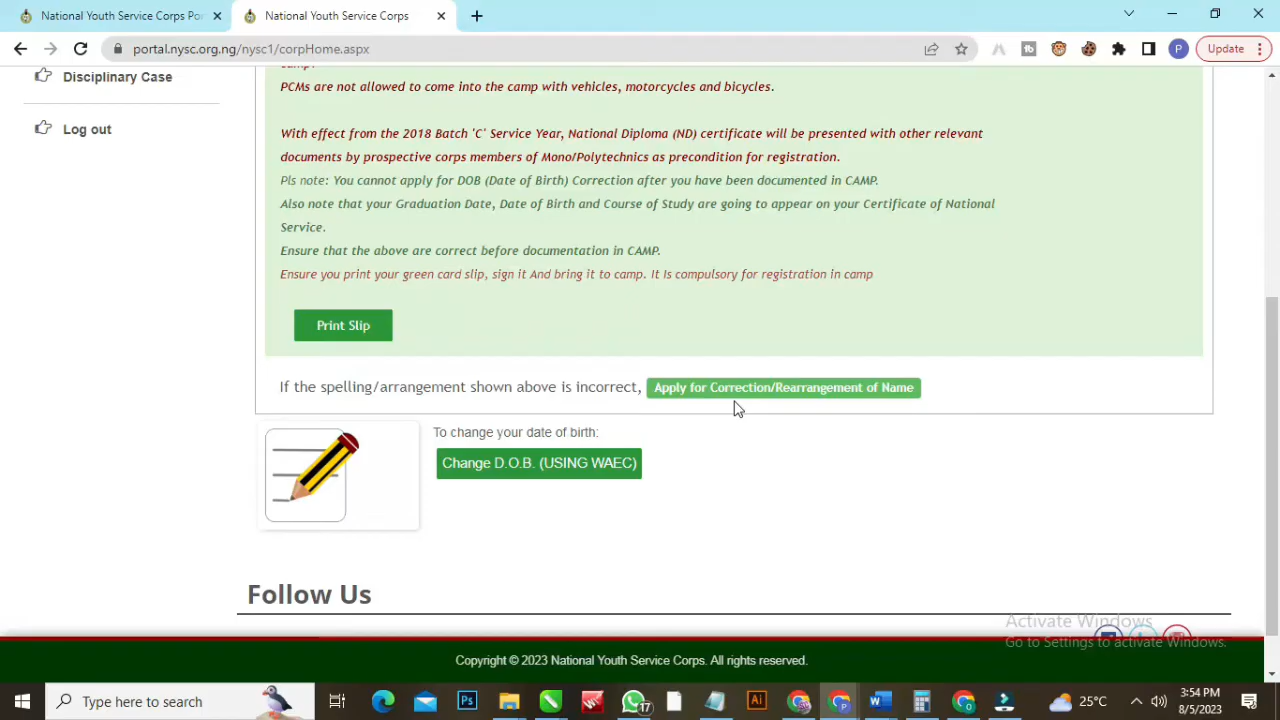 National Youth Service Corps Por
National Youth Service Corps
portal.nysc.org.ng/nysc1/corpHome.aspx
P
Update
Disciplinary Case
Log out
PCMs are not allowed to come into the camp with vehicles, motorcycles and bicycles.
With effect from the 2018 Batch 'C' Service Year, National Diploma (ND) certificate will be presented with other relevant
documents by prospective corps members of Mono/Polytechnics as precondition for registration.
Pls note: You cannot apply for DOB (Date of Birth) Correction after you have been documented in CAMP.
Also note that your Graduation Date, Date of Birth and Course of Study are going to appear on your Certificate of National
Service.
Ensure that the above are correct before documentation in CAMP.
Ensure you print your green card slip, sign it And bring it to camp. It Is compulsory for registration in camp
Print Slip
If the spelling/arrangement shown above is incorrect, Apply for Correction/Rearrangement of Name
To change your date of birth:
Change D.O.B. (USING WAEC)
Follow Us
Activate Windows
Go to Settings to activate Windows.
Copyright © 2023 National Youth Service Corps. All rights reserved.
Type here to search
Ps
17
Ai
25°C
3:54 PM
8/5/2023